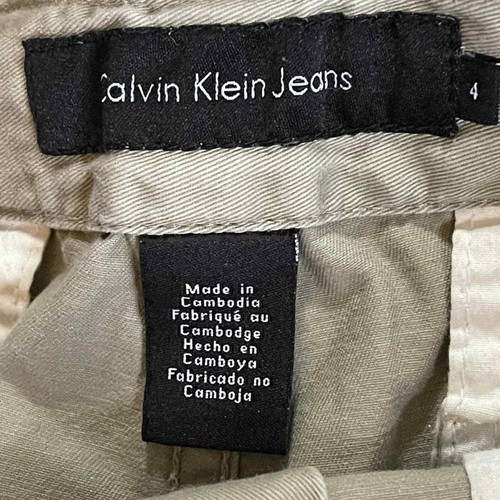 Calvin Klein Jeans
4
Made in
Cambodia
Fabriqué au
Cambodge
Hecho en
Camboya
Fabricado no
Camboja